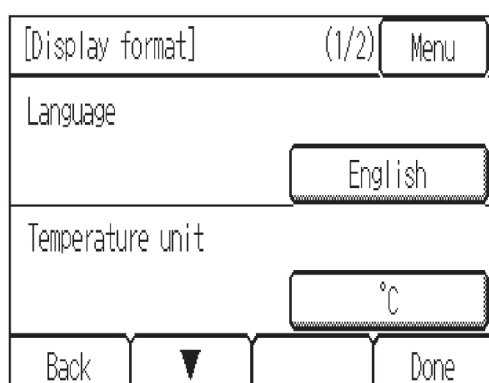 [Display format] (1/2) Menu
Language
English
Temperature unit
°C
Back ▼ Done